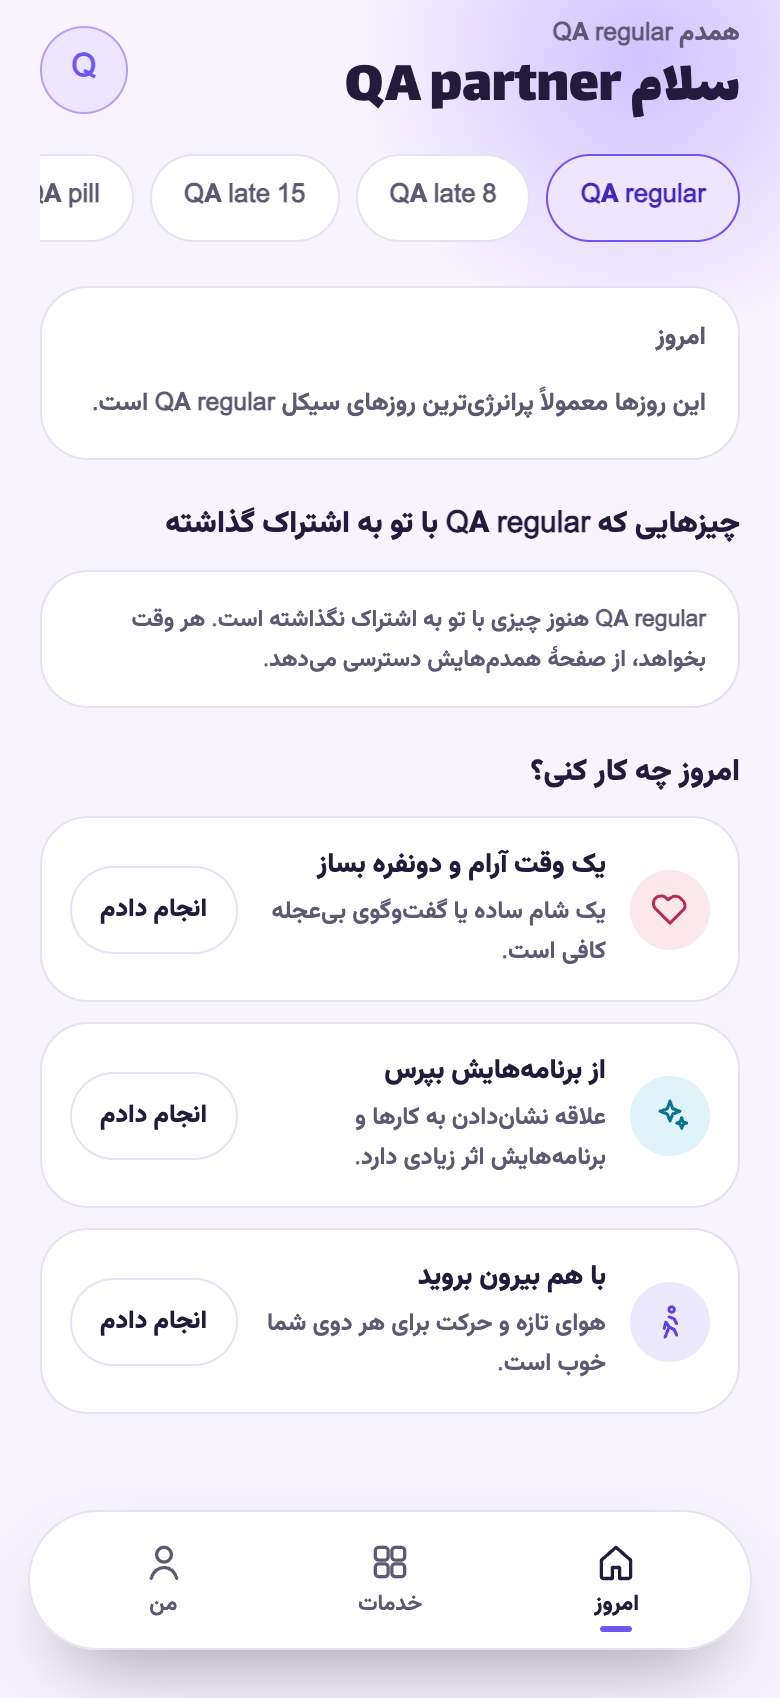 همدم QA regular
سلام QA partner
Q
QA regular
QA late 8
QA late 15
QA pill
امروز
این روزها معمولاً پرانرژی‌ترین روزهای سیکل QA regular است.
چیزهایی که QA regular با تو به اشتراک گذاشته
QA regular هنوز چیزی با تو به اشتراک نگذاشته است. هر وقت
بخواهد، از صفحهٔ همدم‌هایش دسترسی می‌دهد.
امروز چه کار کنی؟
یک وقت آرام و دونفره بساز
یک شام ساده یا گفت‌وگوی بی‌عجله
کافی است.
انجام دادم
از برنامه‌هایش بپرس
علاقه نشان‌دادن به کارها و
برنامه‌هایش اثر زیادی دارد.
انجام دادم
با هم بیرون بروید
هوای تازه و حرکت برای هر دوی شما
خوب است.
انجام دادم
امروز
خدمات
من